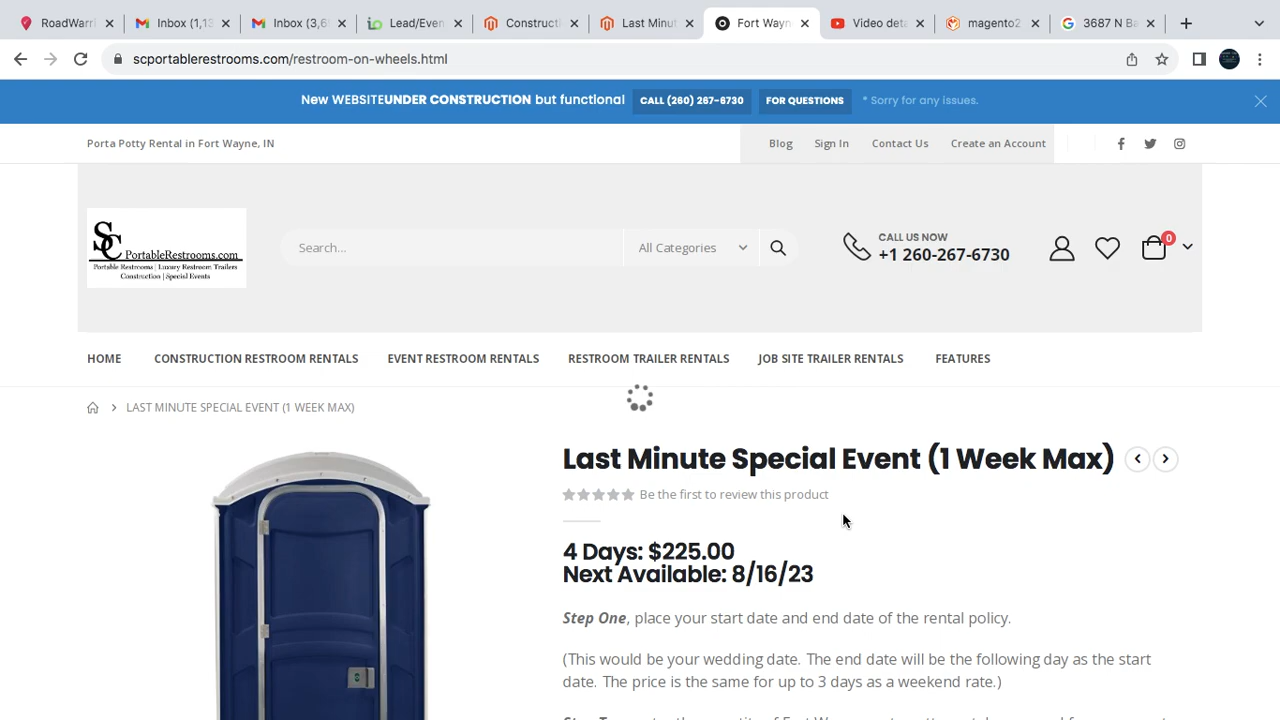 RoadWarri
Inbox (1,13
Inbox (3,6
Lead/Even
Constructi
Last Minut
Fort Wayn
Video deta
magento2
3687 N Ba
scportablerestrooms.com/restroom-on-wheels.html
New WEBSITEUNDER CONSTRUCTION but functional CALL (260) 267-6730 FOR QUESTIONS * Sorry for any issues.
Porta Potty Rental in Fort Wayne, IN
Blog Sign In Contact Us Create an Account
SC
PortableRestrooms.com
Portable Restrooms | Luxury Restroom Trailers
Construction | Special Events
Search...
All Categories
CALL US NOW
+1 260-267-6730
0
HOME CONSTRUCTION RESTROOM RENTALS EVENT RESTROOM RENTALS RESTROOM TRAILER RENTALS JOB SITE TRAILER RENTALS FEATURES
LAST MINUTE SPECIAL EVENT (1 WEEK MAX)
Last Minute Special Event (1 Week Max)
Be the first to review this product
4 Days: $225.00
Next Available: 8/16/23
Step One, place your start date and end date of the rental policy.
(This would be your wedding date. The end date will be the following day as the start
date. The price is the same for up to 3 days as a weekend rate.)